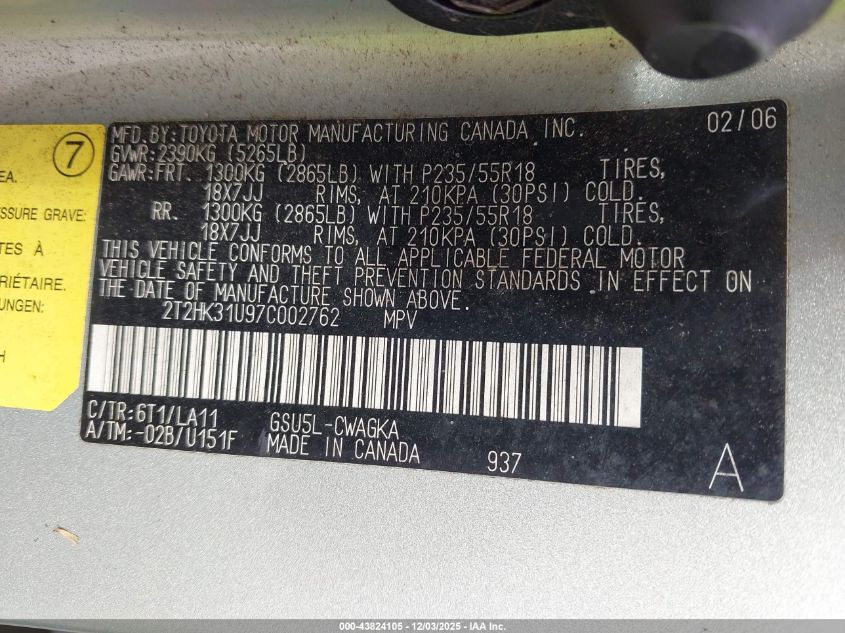 7
EA.
ESSURE GRAVE:
TES À
PRIÉTAIRE.
UNGEN:
H
MFD.BY:TOYOTA MOTOR MANUFACTURING CANADA INC. 02/06
GVWR:2390KG (5265LB)
GAWR:FRT. 1300KG (2865LB) WITH P235/55R18 TIRES,
18X7JJ RIMS, AT 210KPA (30PSI) COLD.
RR. 1300KG (2865LB) WITH P235/55R18 TIRES,
18X7JJ RIMS, AT 210KPA (30PSI) COLD.
THIS VEHICLE CONFORMS TO ALL APPLICABLE FEDERAL MOTOR
VEHICLE SAFETY AND THEFT PREVENTION STANDARDS IN EFFECT ON
THE DATE OF MANUFACTURE SHOWN ABOVE.
2T2HK31U97C002762 MPV
C/TR:6T1/LA11 GSU5L-CWAGKA
A/TM:-02B/U151F MADE IN CANADA 937 A
000-43824105 - 12/03/2025 - IAA Inc.